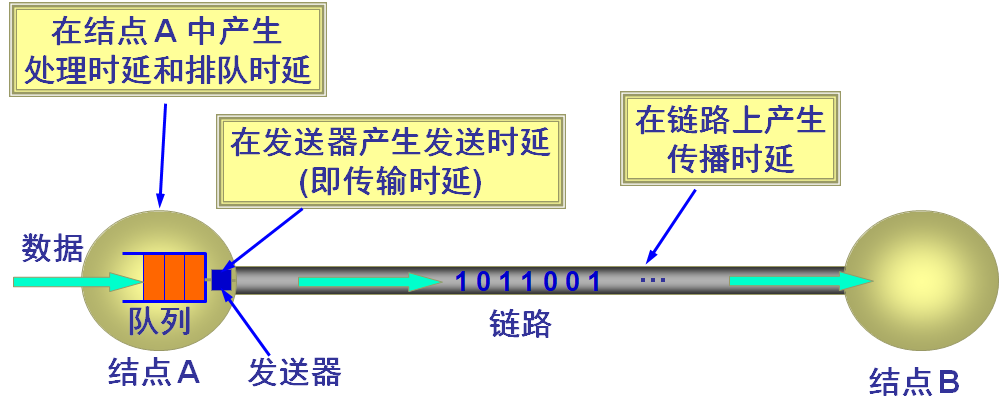 在结点A中产生
处理时延和排队时延
在发送器产生发送时延
(即传输时延)
在链路上产生
传播时延
数据
1 0 1 1 0 0 1 …
队列
链路
结点A
发送器
结点B